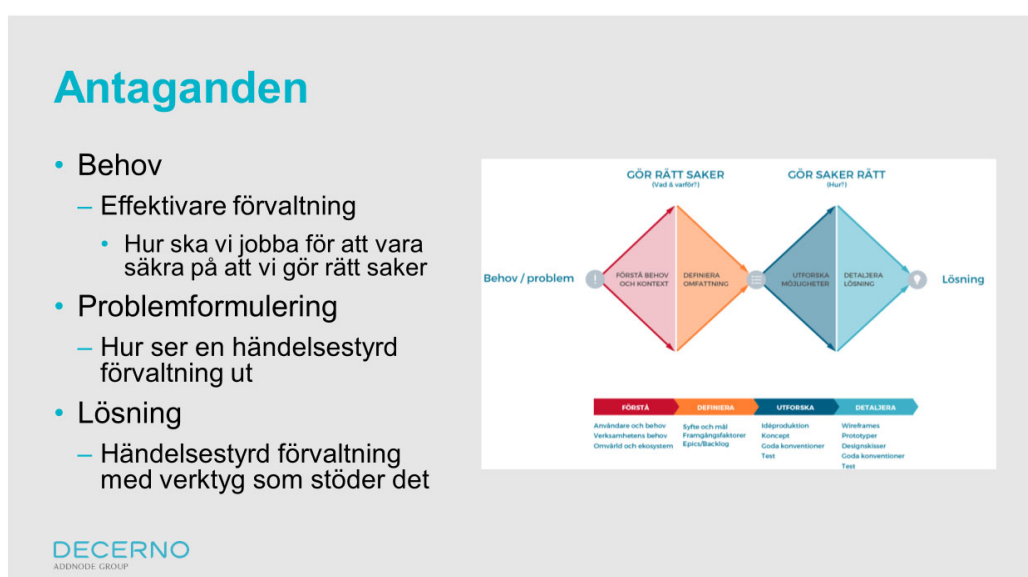 Antaganden
• Behov
– Effektivare förvaltning
• Hur ska vi jobba för att vara
säkra på att vi gör rätt saker
• Problemformulering
– Hur ser en händelsestyrd
förvaltning ut
• Lösning
– Händelsestyrd förvaltning
med verktyg som stöder det
GÖR RÄTT SAKER
(Vad & varför?)
GÖR SAKER RÄTT
(Hur?)
Behov / problem
FÖRSTÅ BEHOV
OCH KONTEXT
DEFINIERA
OMFATTNING
UTFORSKA
MÖJLIGHETER
DETALJERA
LÖSNING
Lösning
FÖRSTÅ
Användare och behov
Verksamhetens behov
Omvärld och ekosystem
DEFINIERA
Syfte och mål
Framgångsfaktorer
Epics/Backlog
UTFORSKA
Idéproduktion
Koncept
Goda konventioner
Test
DETALJERA
Wireframes
Prototyper
Designskisser
Goda konventioner
Test
DECERNO
ADDNODE GROUP